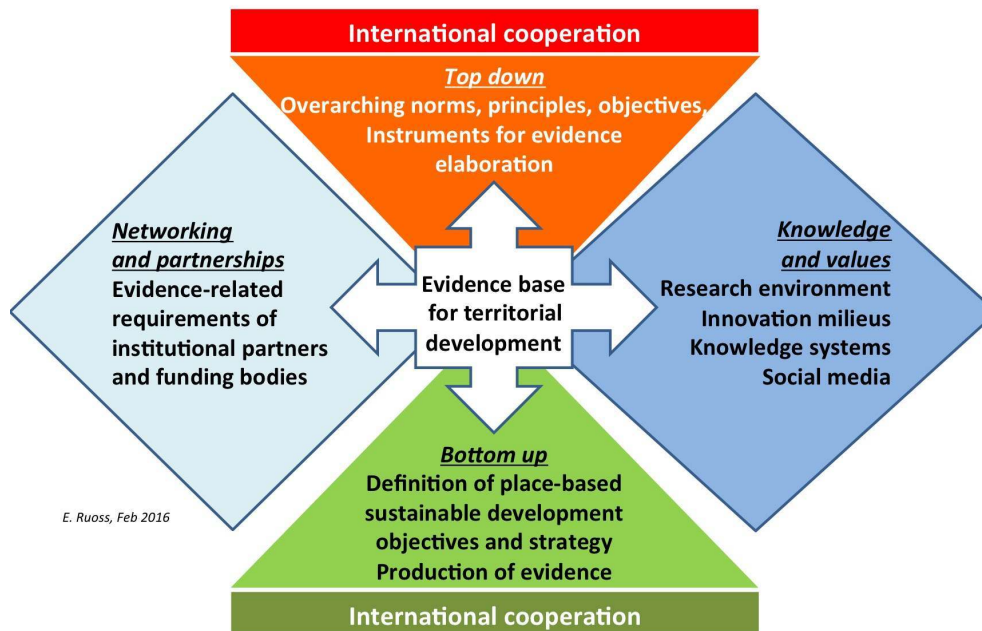 International cooperation
Top down
Overarching norms, principles, objectives,
Instruments for evidence
elaboration
Networking
and partnerships
Evidence-related
requirements of
institutional partners
and funding bodies
Evidence base
for territorial
development
Knowledge
and values
Research environment
Innovation milieus
Knowledge systems
Social media
Bottom up
Definition of place-based
sustainable development
objectives and strategy
Production of evidence
E. Ruoss, Feb 2016
International cooperation